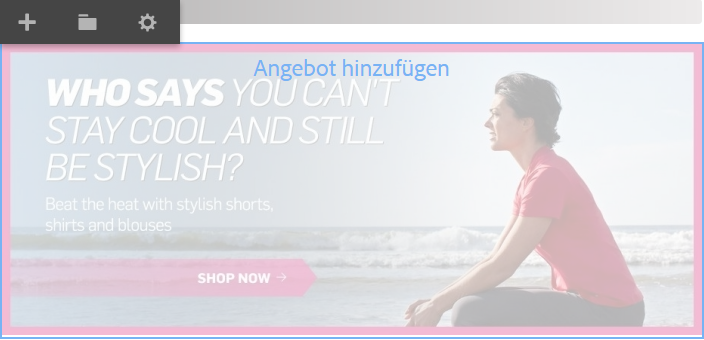 Angebot hinzufügen
WHO SAYS YOU CAN'T
STAY COOL AND STILL
BE STYLISH?
Beat the heat with stylish shorts,
shirts and blouses
SHOP NOW →